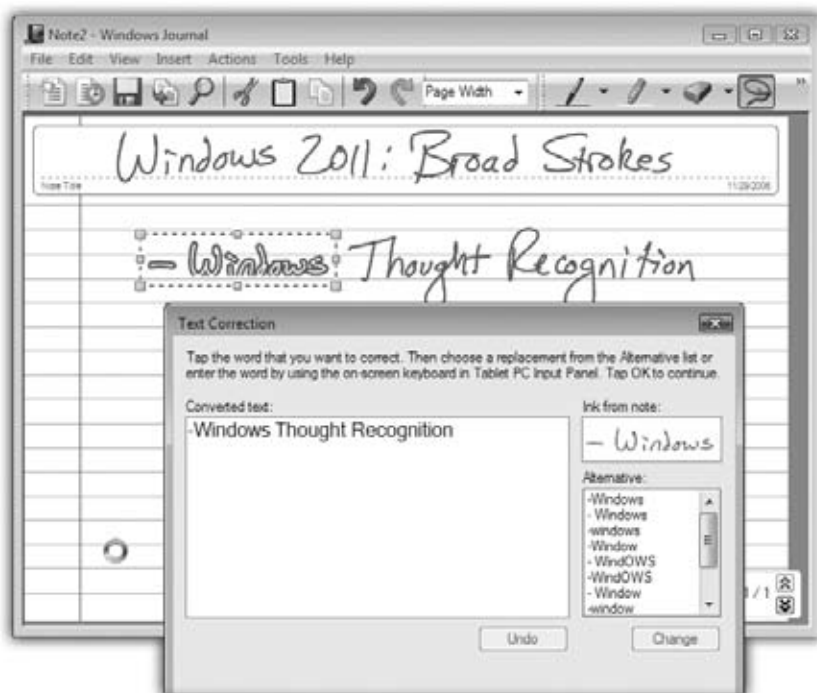 Note2 - Windows Journal
File Edit View Insert Actions Tools Help
Page Width
Windows 2011: Broad Strokes
Note Title
11/29/2006
- Windows Thought Recognition
Text Correction
Tap the word that you want to correct. Then choose a replacement from the Alternative list or
enter the word by using the on-screen keyboard in Tablet PC Input Panel. Tap OK to continue.
Converted text:
-Windows Thought Recognition
Ink from note:
- Windows
Alternative:
-Windows
- Windows
-windows
-Window
- WindOWS
-WindOWS
- Window
-window
/ 1
Undo
Change